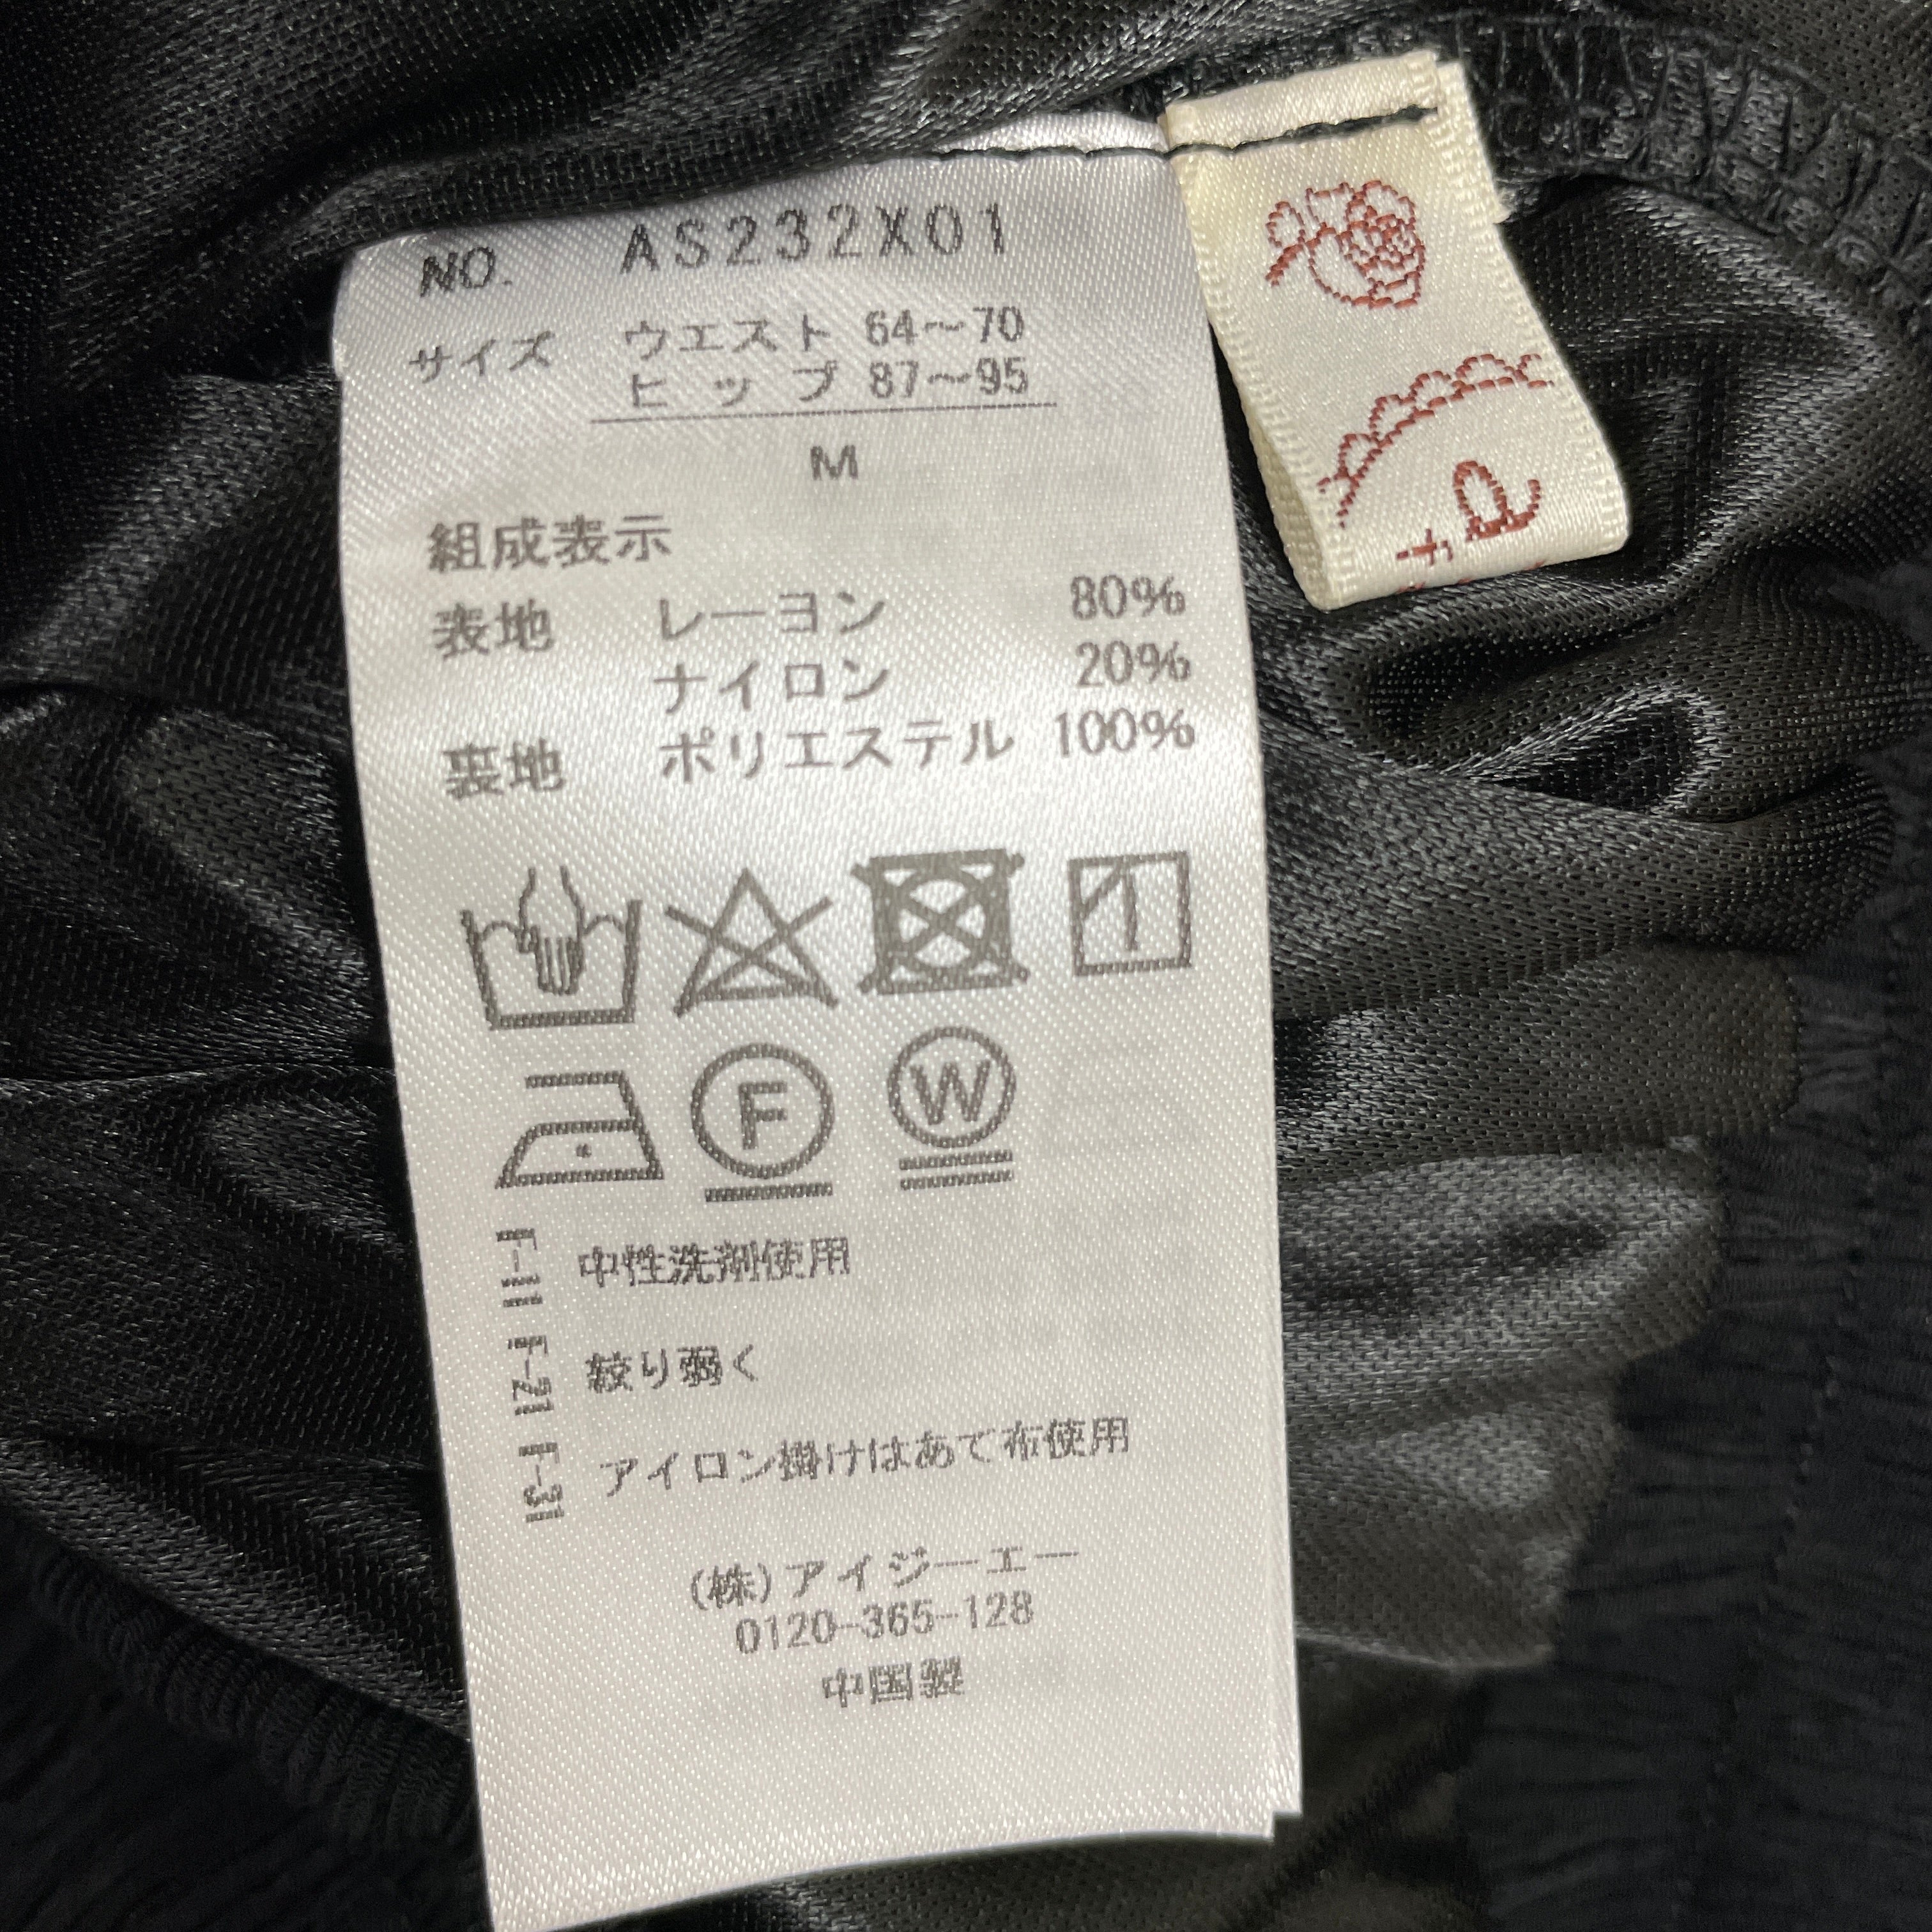 NO. AS232X01
サイズ ウエスト 64～70
ヒップ 87～95
M
組成表示
表地 レーヨン 80%
ナイロン 20%
裏地 ポリエステル 100%
F
W
F-11 中性洗剤使用
F-21 絞り弱く
F-31 アイロン掛けはあて布使用
(株)アイジーエー
0120-365-128
中国製